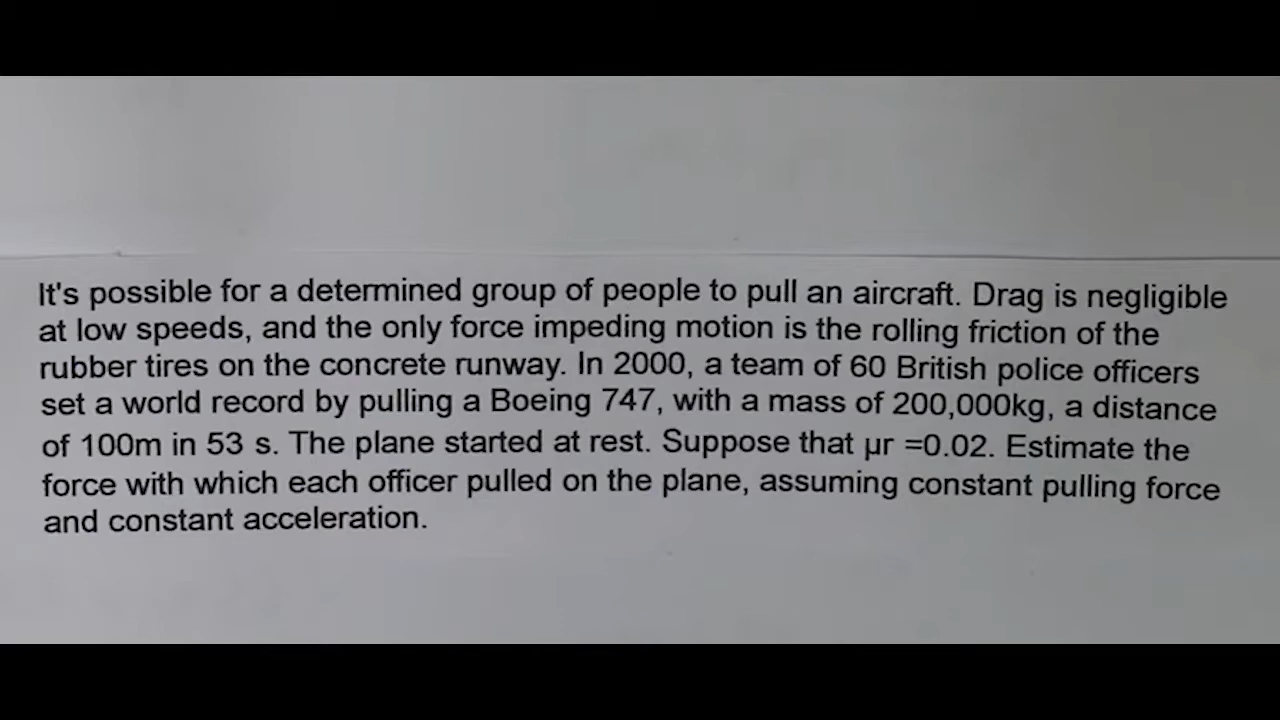 It's possible for a determined group of people to pull an aircraft. Drag is negligible
at low speeds, and the only force impeding motion is the rolling friction of the
rubber tires on the concrete runway. In 2000, a team of 60 British police officers
set a world record by pulling a Boeing 747, with a mass of 200,000kg, a distance
of 100m in 53 s. The plane started at rest. Suppose that μr =0.02. Estimate the
force with which each officer pulled on the plane, assuming constant pulling force
and constant acceleration.